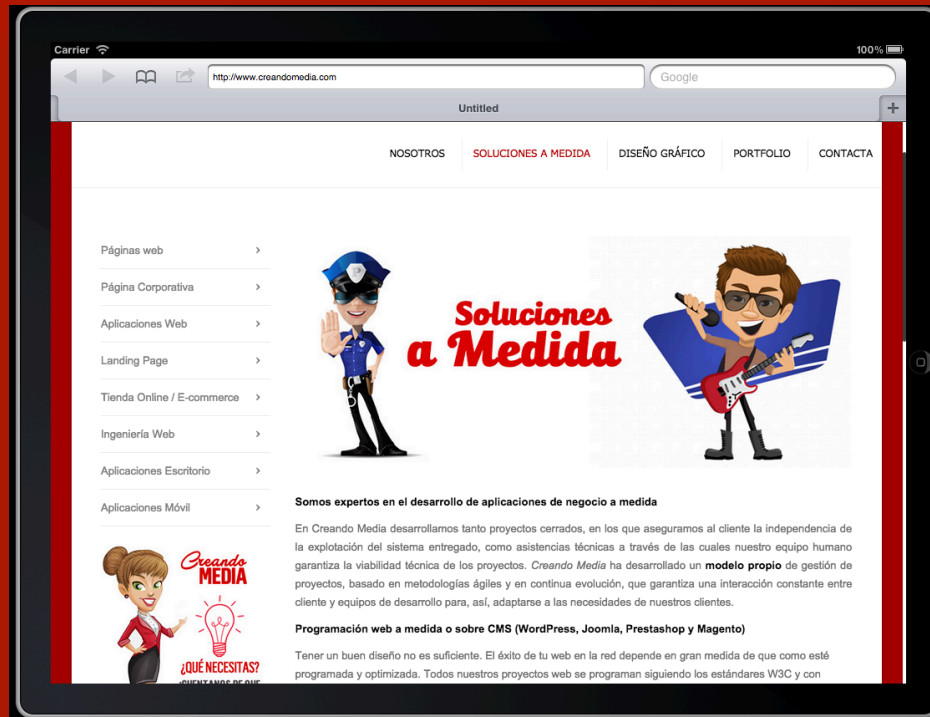 Carrier
100%
http://www.creandomedia.com
Google
Untitled
NOSOTROS
SOLUCIONES A MEDIDA
DISEÑO GRÁFICO
PORTFOLIO
CONTACTA
Páginas web
Página Corporativa
Aplicaciones Web
Landing Page
Tienda Online / E-commerce
Ingeniería Web
Aplicaciones Escritorio
Aplicaciones Móvil
Creando
MEDIA
¿QUÉ NECESITAS?
¡CUENTANOS DE QUE
P
Soluciones
a Medida
Somos expertos en el desarrollo de aplicaciones de negocio a medida
En Creando Media desarrollamos tanto proyectos cerrados, en los que aseguramos al cliente la independencia de
la explotación del sistema entregado, como asistencias técnicas a través de las cuales nuestro equipo humano
garantiza la viabilidad técnica de los proyectos. Creando Media ha desarrollado un modelo propio de gestión de
proyectos, basado en metodologías ágiles y en continua evolución, que garantiza una interacción constante entre
cliente y equipos de desarrollo para, así, adaptarse a las necesidades de nuestros clientes.
Programación web a medida o sobre CMS (WordPress, Joomla, Prestashop y Magento)
Tener un buen diseño no es suficiente. El éxito de tu web en la red depende en gran medida de que como esté
programada y optimizada. Todos nuestros proyectos web se programan siguiendo los estándares W3C y con